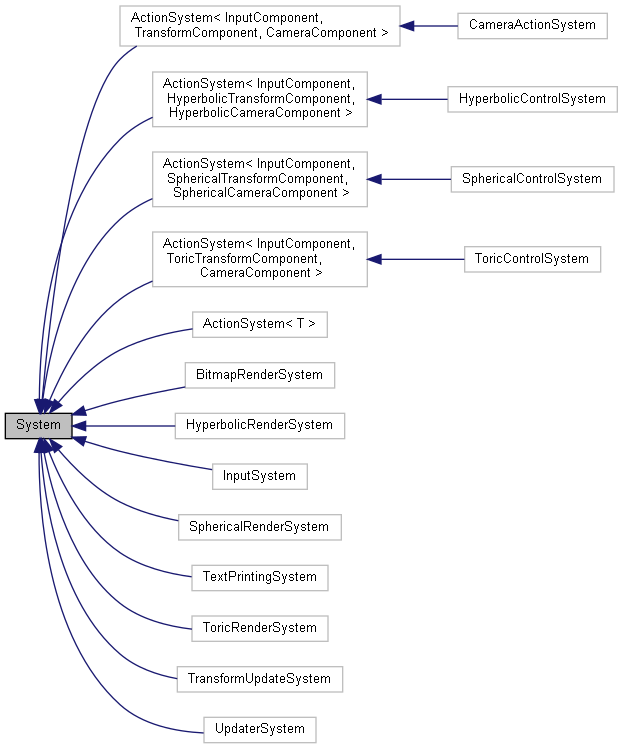 ActionSystem< InputComponent,
TransformComponent, CameraComponent >
CameraActionSystem
ActionSystem< InputComponent,
HyperbolicTransformComponent,
HyperbolicCameraComponent >
HyperbolicControlSystem
ActionSystem< InputComponent,
SphericalTransformComponent,
SphericalCameraComponent >
SphericalControlSystem
ActionSystem< InputComponent,
ToricTransformComponent,
CameraComponent >
ToricControlSystem
ActionSystem< T >
BitmapRenderSystem
System
HyperbolicRenderSystem
InputSystem
SphericalRenderSystem
TextPrintingSystem
ToricRenderSystem
TransformUpdateSystem
UpdaterSystem